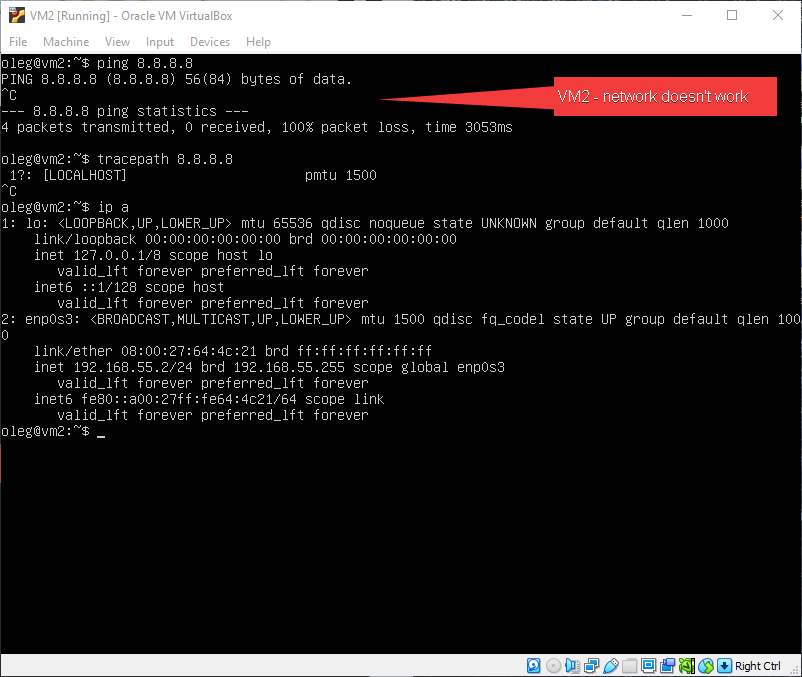 VM2 [Running] - Oracle VM VirtualBox
File Machine View Input Devices Help
oleg@vm2:~$ ping 8.8.8.8
PING 8.8.8.8 (8.8.8.8) 56(84) bytes of data.
^C
VM2 - network doesn't work
--- 8.8.8.8 ping statistics ---
4 packets transmitted, 0 received, 100% packet loss, time 3053ms
oleg@vm2:~$ tracepath 8.8.8.8
 1?: [LOCALHOST]                      pmtu 1500
^C
oleg@vm2:~$ ip a
1: lo: <LOOPBACK,UP,LOWER_UP> mtu 65536 qdisc noqueue state UNKNOWN group default qlen 1000
    link/loopback 00:00:00:00:00:00 brd 00:00:00:00:00:00
    inet 127.0.0.1/8 scope host lo
       valid_lft forever preferred_lft forever
    inet6 ::1/128 scope host
       valid_lft forever preferred_lft forever
2: enp0s3: <BROADCAST,MULTICAST,UP,LOWER_UP> mtu 1500 qdisc fq_codel state UP group default qlen 100
0
    link/ether 08:00:27:64:4c:21 brd ff:ff:ff:ff:ff:ff
    inet 192.168.55.2/24 brd 192.168.55.255 scope global enp0s3
       valid_lft forever preferred_lft forever
    inet6 fe80::a00:27ff:fe64:4c21/64 scope link
       valid_lft forever preferred_lft forever
oleg@vm2:~$ _
Right Ctrl